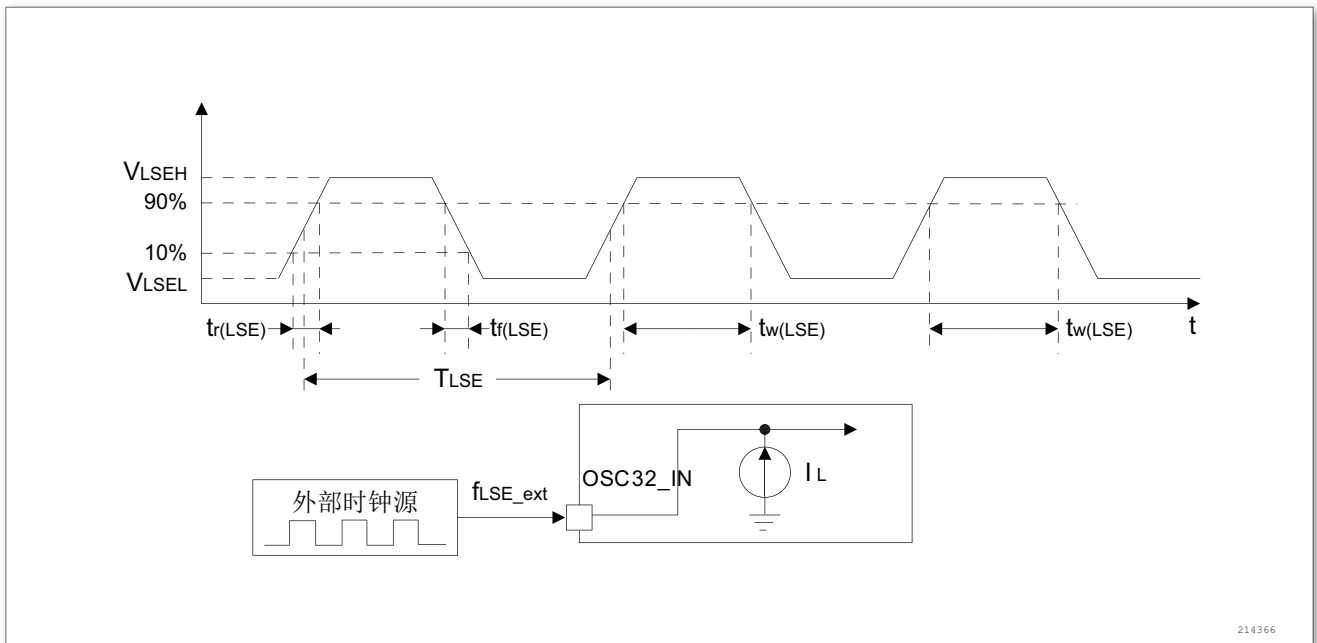 VLSEH
90%
10%
VLSEL
tr(LSE)
tf(LSE)
tw(LSE)
tw(LSE)
t
TLSE
OSC32_IN
IL
外部时钟源
fLSE_ext
214366